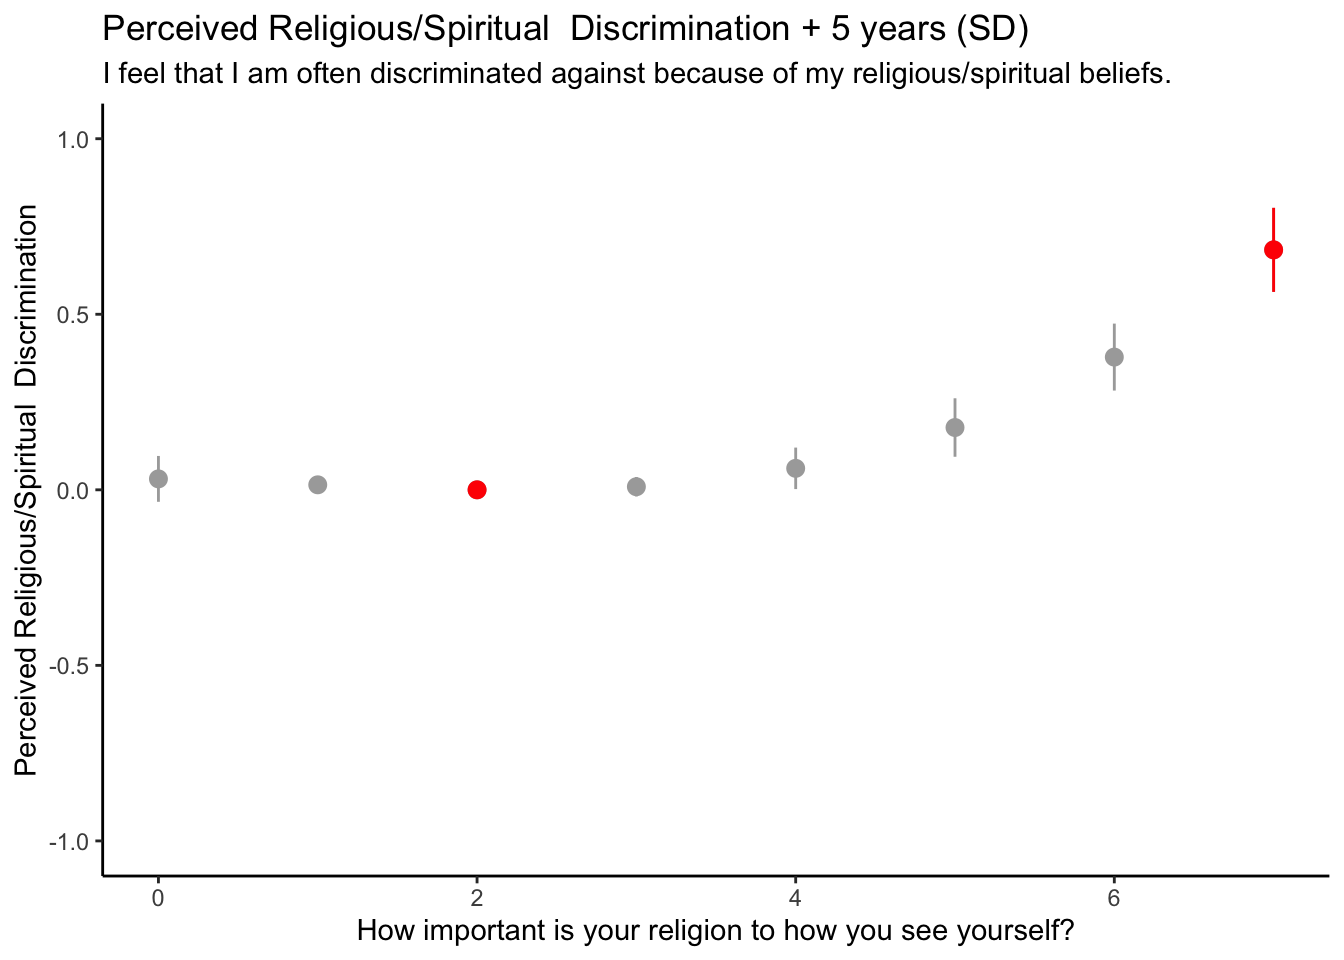 Perceived Religious/Spiritual  Discrimination + 5 years (SD)
I feel that I am often discriminated against because of my religious/spiritual beliefs.
Perceived Religious/Spiritual  Discrimination
1.0
0.5
0.0
-0.5
-1.0
0 2 4 6
How important is your religion to how you see yourself?